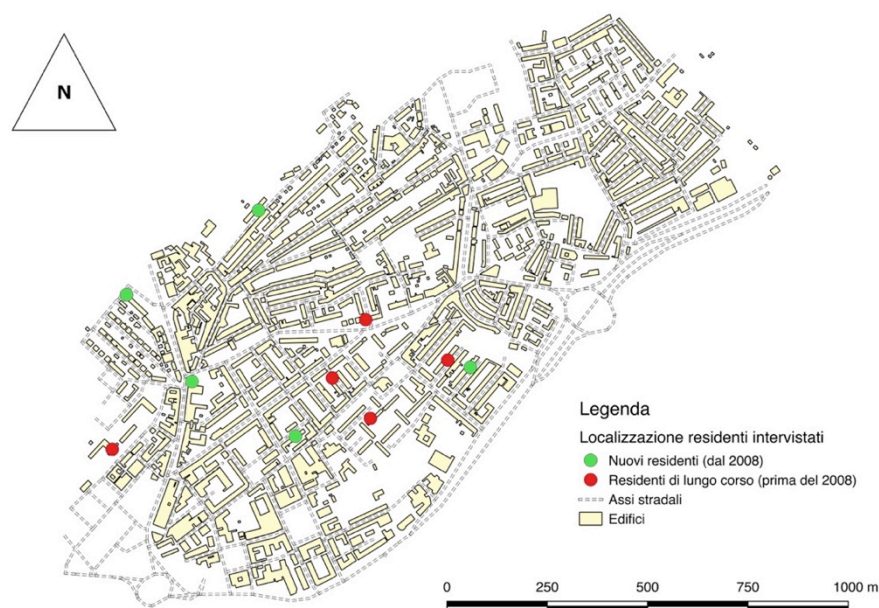 N
Legenda
Localizzazione residenti intervistati
Nuovi residenti (dal 2008)
Residenti di lungo corso (prima del 2008)
Assi stradali
Edifici
0 250 500 750 1000 m